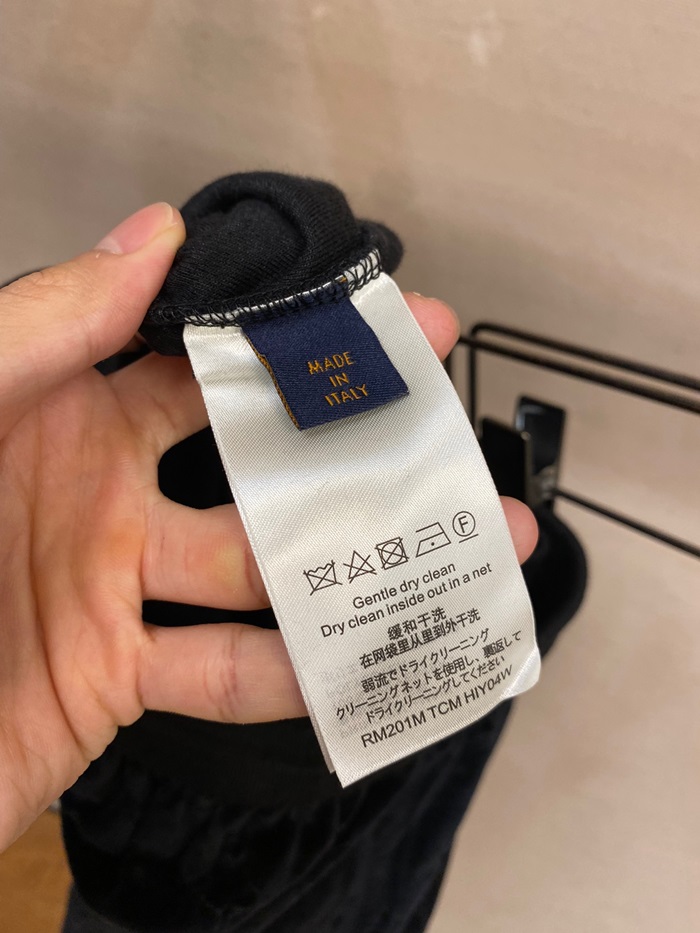 MADE
IN
ITALY
F
Gentle dry clean
Dry clean inside out in a net
缓和干洗
在网袋里从里到外干洗
弱流でドライクリーニング
クリーニングネットを使用し、裏返して
ドライクリーニングしてください
RM201M TCM HIY04W